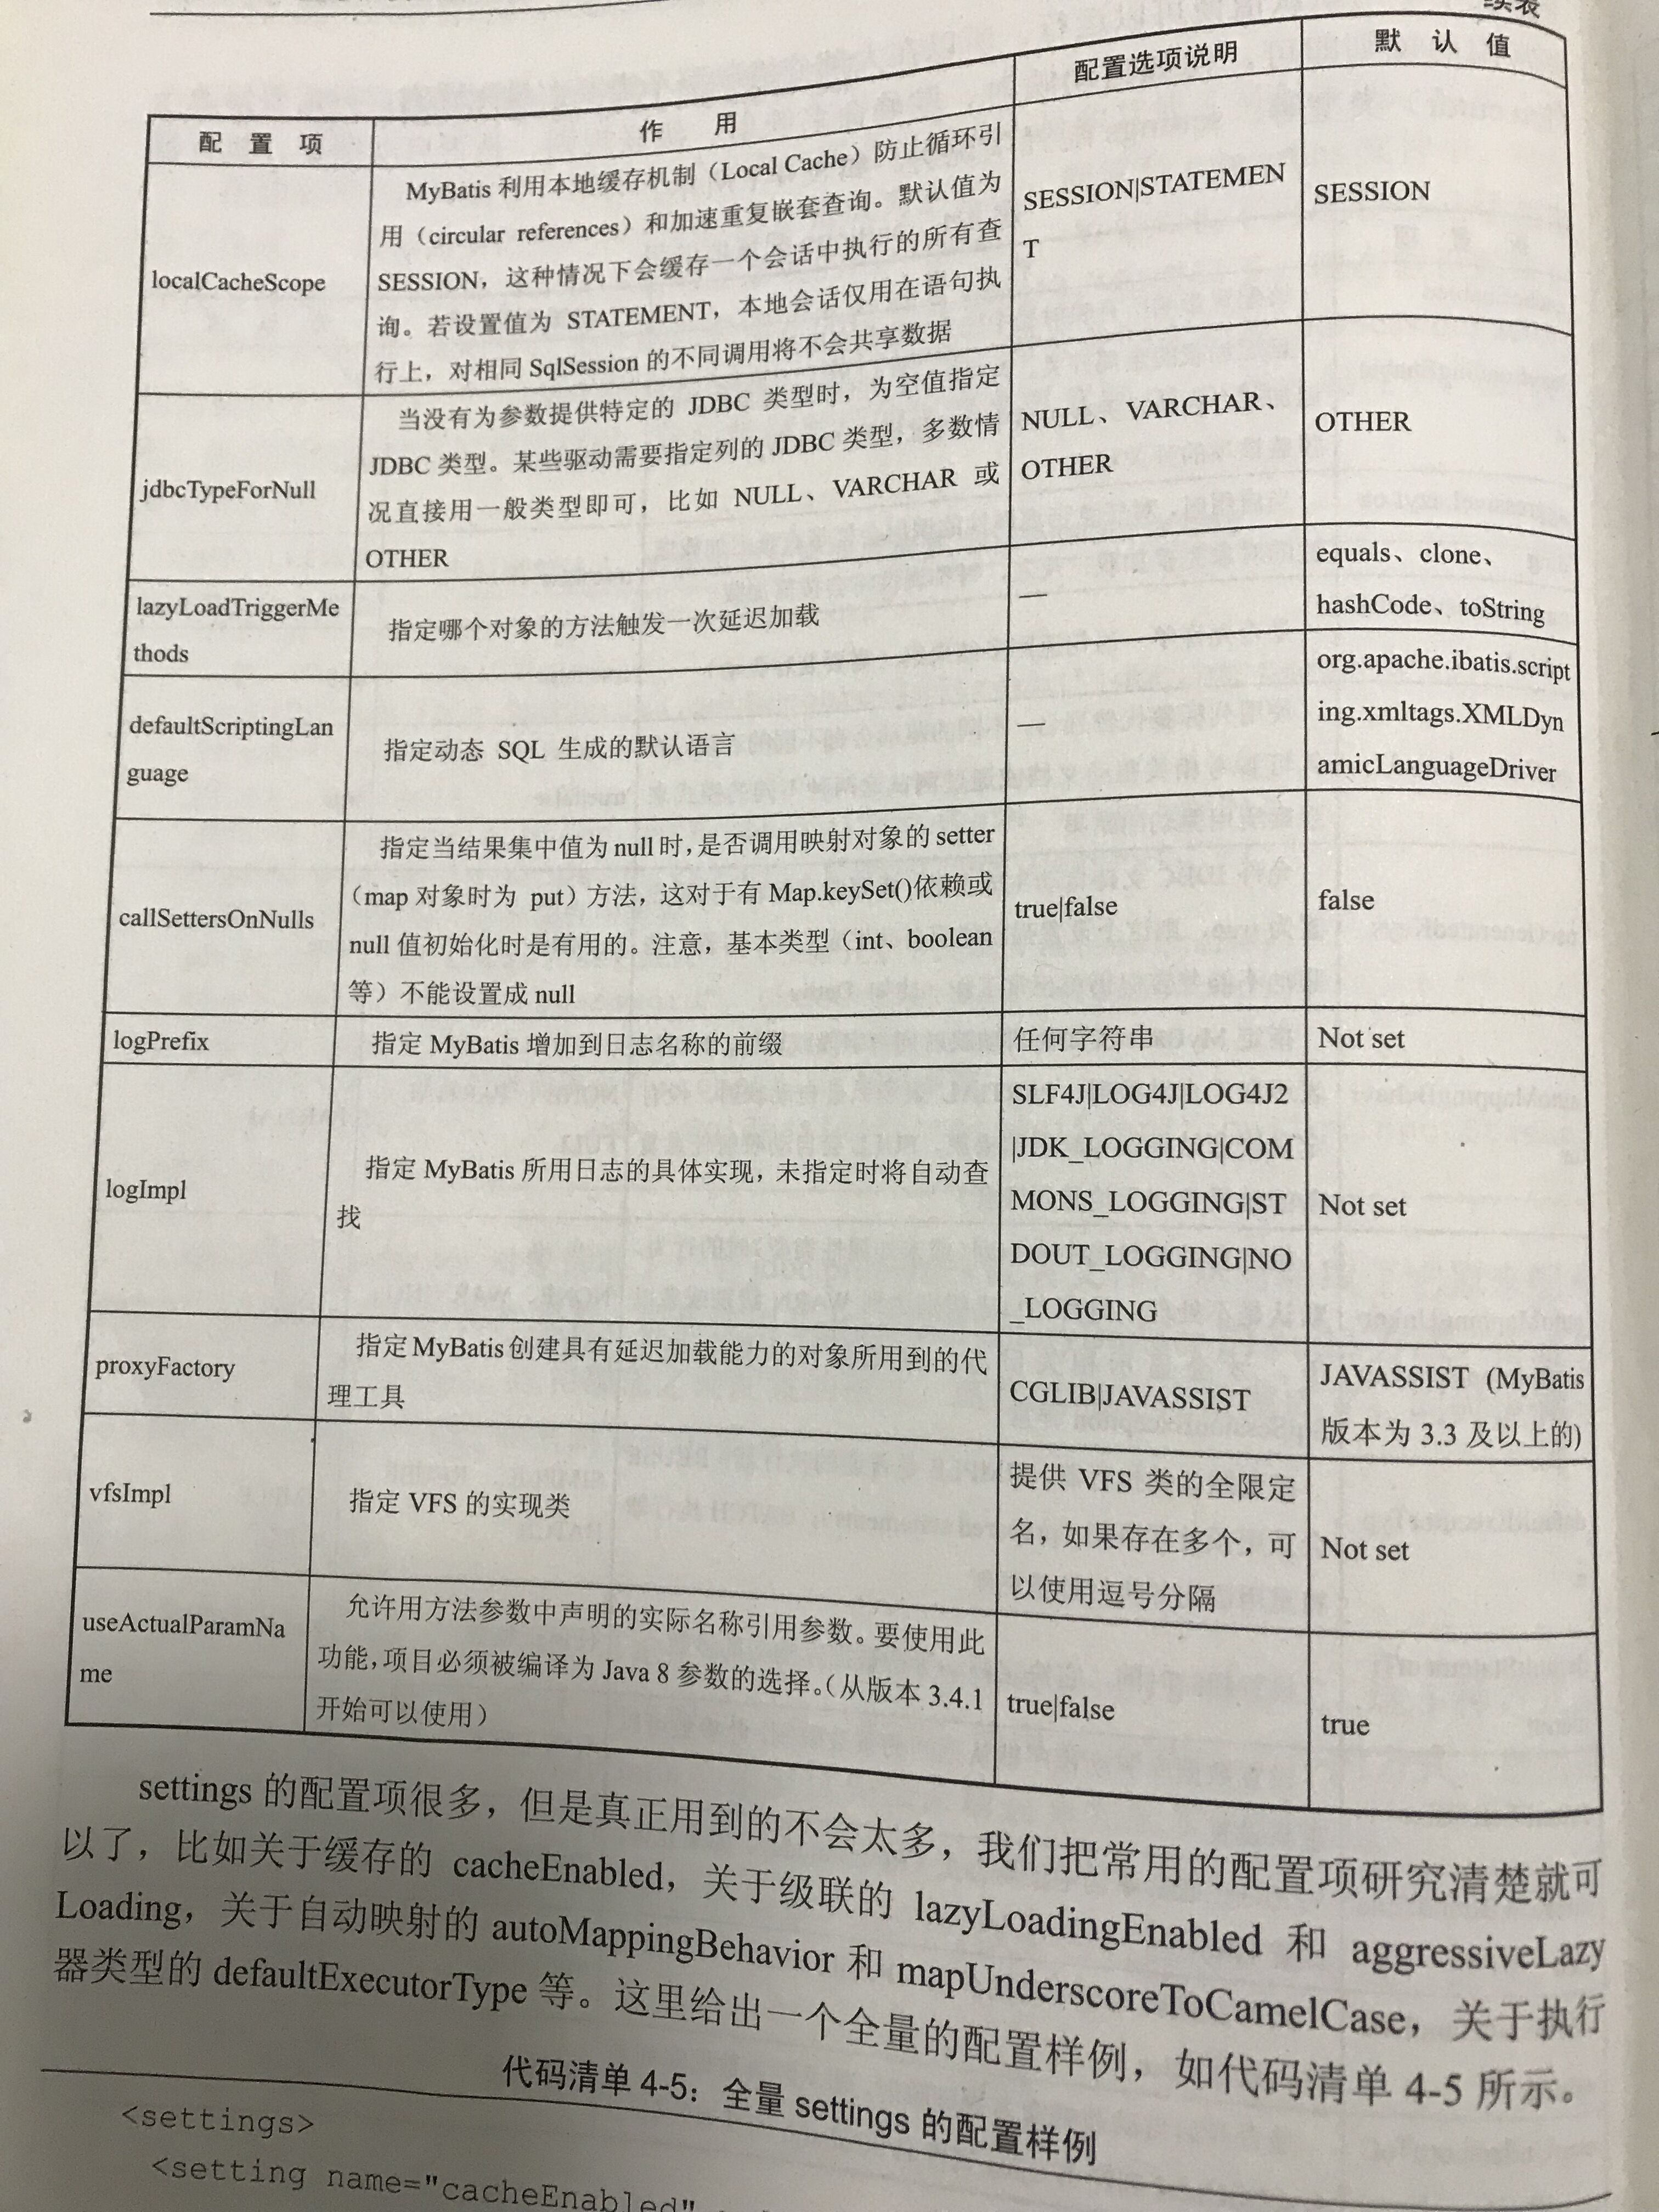 续表
配 置 项
作 用
配置选项说明
默 认 值
localCacheScope
MyBatis 利用本地缓存机制（Local Cache）防止循环引
用（circular references）和加速重复嵌套查询。默认值为
SESSION，这种情况下会缓存一个会话中执行的所有查
询。若设置值为 STATEMENT，本地会话仅用在语句执
行上，对相同 SqlSession 的不同调用将不会共享数据
SESSION|STATEMEN
T
SESSION
jdbcTypeForNull
当没有为参数提供特定的 JDBC 类型时，为空值指定
JDBC 类型。某些驱动需要指定列的 JDBC 类型，多数情
况直接用一般类型即可，比如 NULL、VARCHAR 或
OTHER
NULL、VARCHAR、
OTHER
OTHER
lazyLoadTriggerMe
thods
指定哪个对象的方法触发一次延迟加载
—
equals、clone、
hashCode、toString
defaultScriptingLan
guage
指定动态 SQL 生成的默认语言
—
org.apache.ibatis.script
ing.xmltags.XMLDyn
amicLanguageDriver
callSettersOnNulls
指定当结果集中值为 null 时，是否调用映射对象的 setter
（map 对象时为 put）方法，这对于有 Map.keySet()依赖或
null 值初始化时是有用的。注意，基本类型（int、boolean
等）不能设置成 null
true|false
false
logPrefix
指定 MyBatis 增加到日志名称的前缀
任何字符串
Not set
logImpl
指定 MyBatis 所用日志的具体实现，未指定时将自动查
找
SLF4J|LOG4J|LOG4J2
|JDK_LOGGING|COM
MONS_LOGGING|ST
DOUT_LOGGING|NO
_LOGGING
Not set
proxyFactory
指定 MyBatis 创建具有延迟加载能力的对象所用到的代
理工具
CGLIB|JAVASSIST
JAVASSIST (MyBatis
版本为 3.3 及以上的)
vfsImpl
指定 VFS 的实现类
提供 VFS 类的全限定
名，如果存在多个，可
以使用逗号分隔
Not set
useActualParamNa
me
允许用方法参数中声明的实际名称引用参数。要使用此
功能，项目必须被编译为 Java 8 参数的选择。（从版本 3.4.1
开始可以使用）
true|false
true
settings 的配置项很多，但是真正用到的不会太多，我们把常用的配置项研究清楚就可
以了，比如关于缓存的 cacheEnabled，关于级联的 lazyLoadingEnabled 和 aggressiveLazy
Loading，关于自动映射的 autoMappingBehavior 和 mapUnderscoreToCamelCase，关于执行
器类型的 defaultExecutorType 等。这里给出一个全量的配置样例，如代码清单 4-5 所示。
代码清单 4-5：全量 settings 的配置样例
<settings>
<setting name="cacheEnabled"